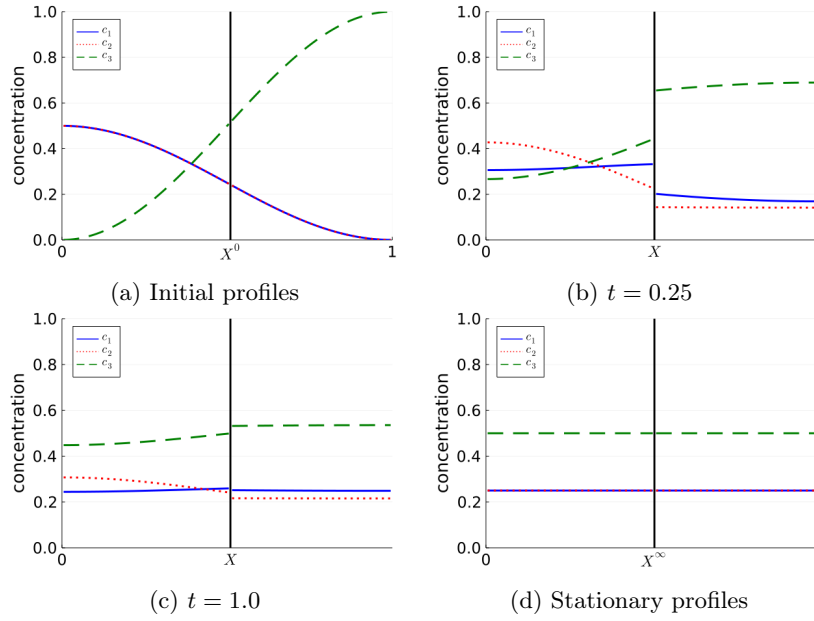 1.0
0.8
0.6
0.4
0.2
0.0
concentration
c₁
c₂
c₃
0
X⁰
1
(a) Initial profiles
1.0
0.8
0.6
0.4
0.2
0.0
concentration
c₁
c₂
c₃
0
X
(b) t = 0.25
1.0
0.8
0.6
0.4
0.2
0.0
concentration
c₁
c₂
c₃
0
X
(c) t = 1.0
1.0
0.8
0.6
0.4
0.2
0.0
concentration
c₁
c₂
c₃
0
X^∞
(d) Stationary profiles